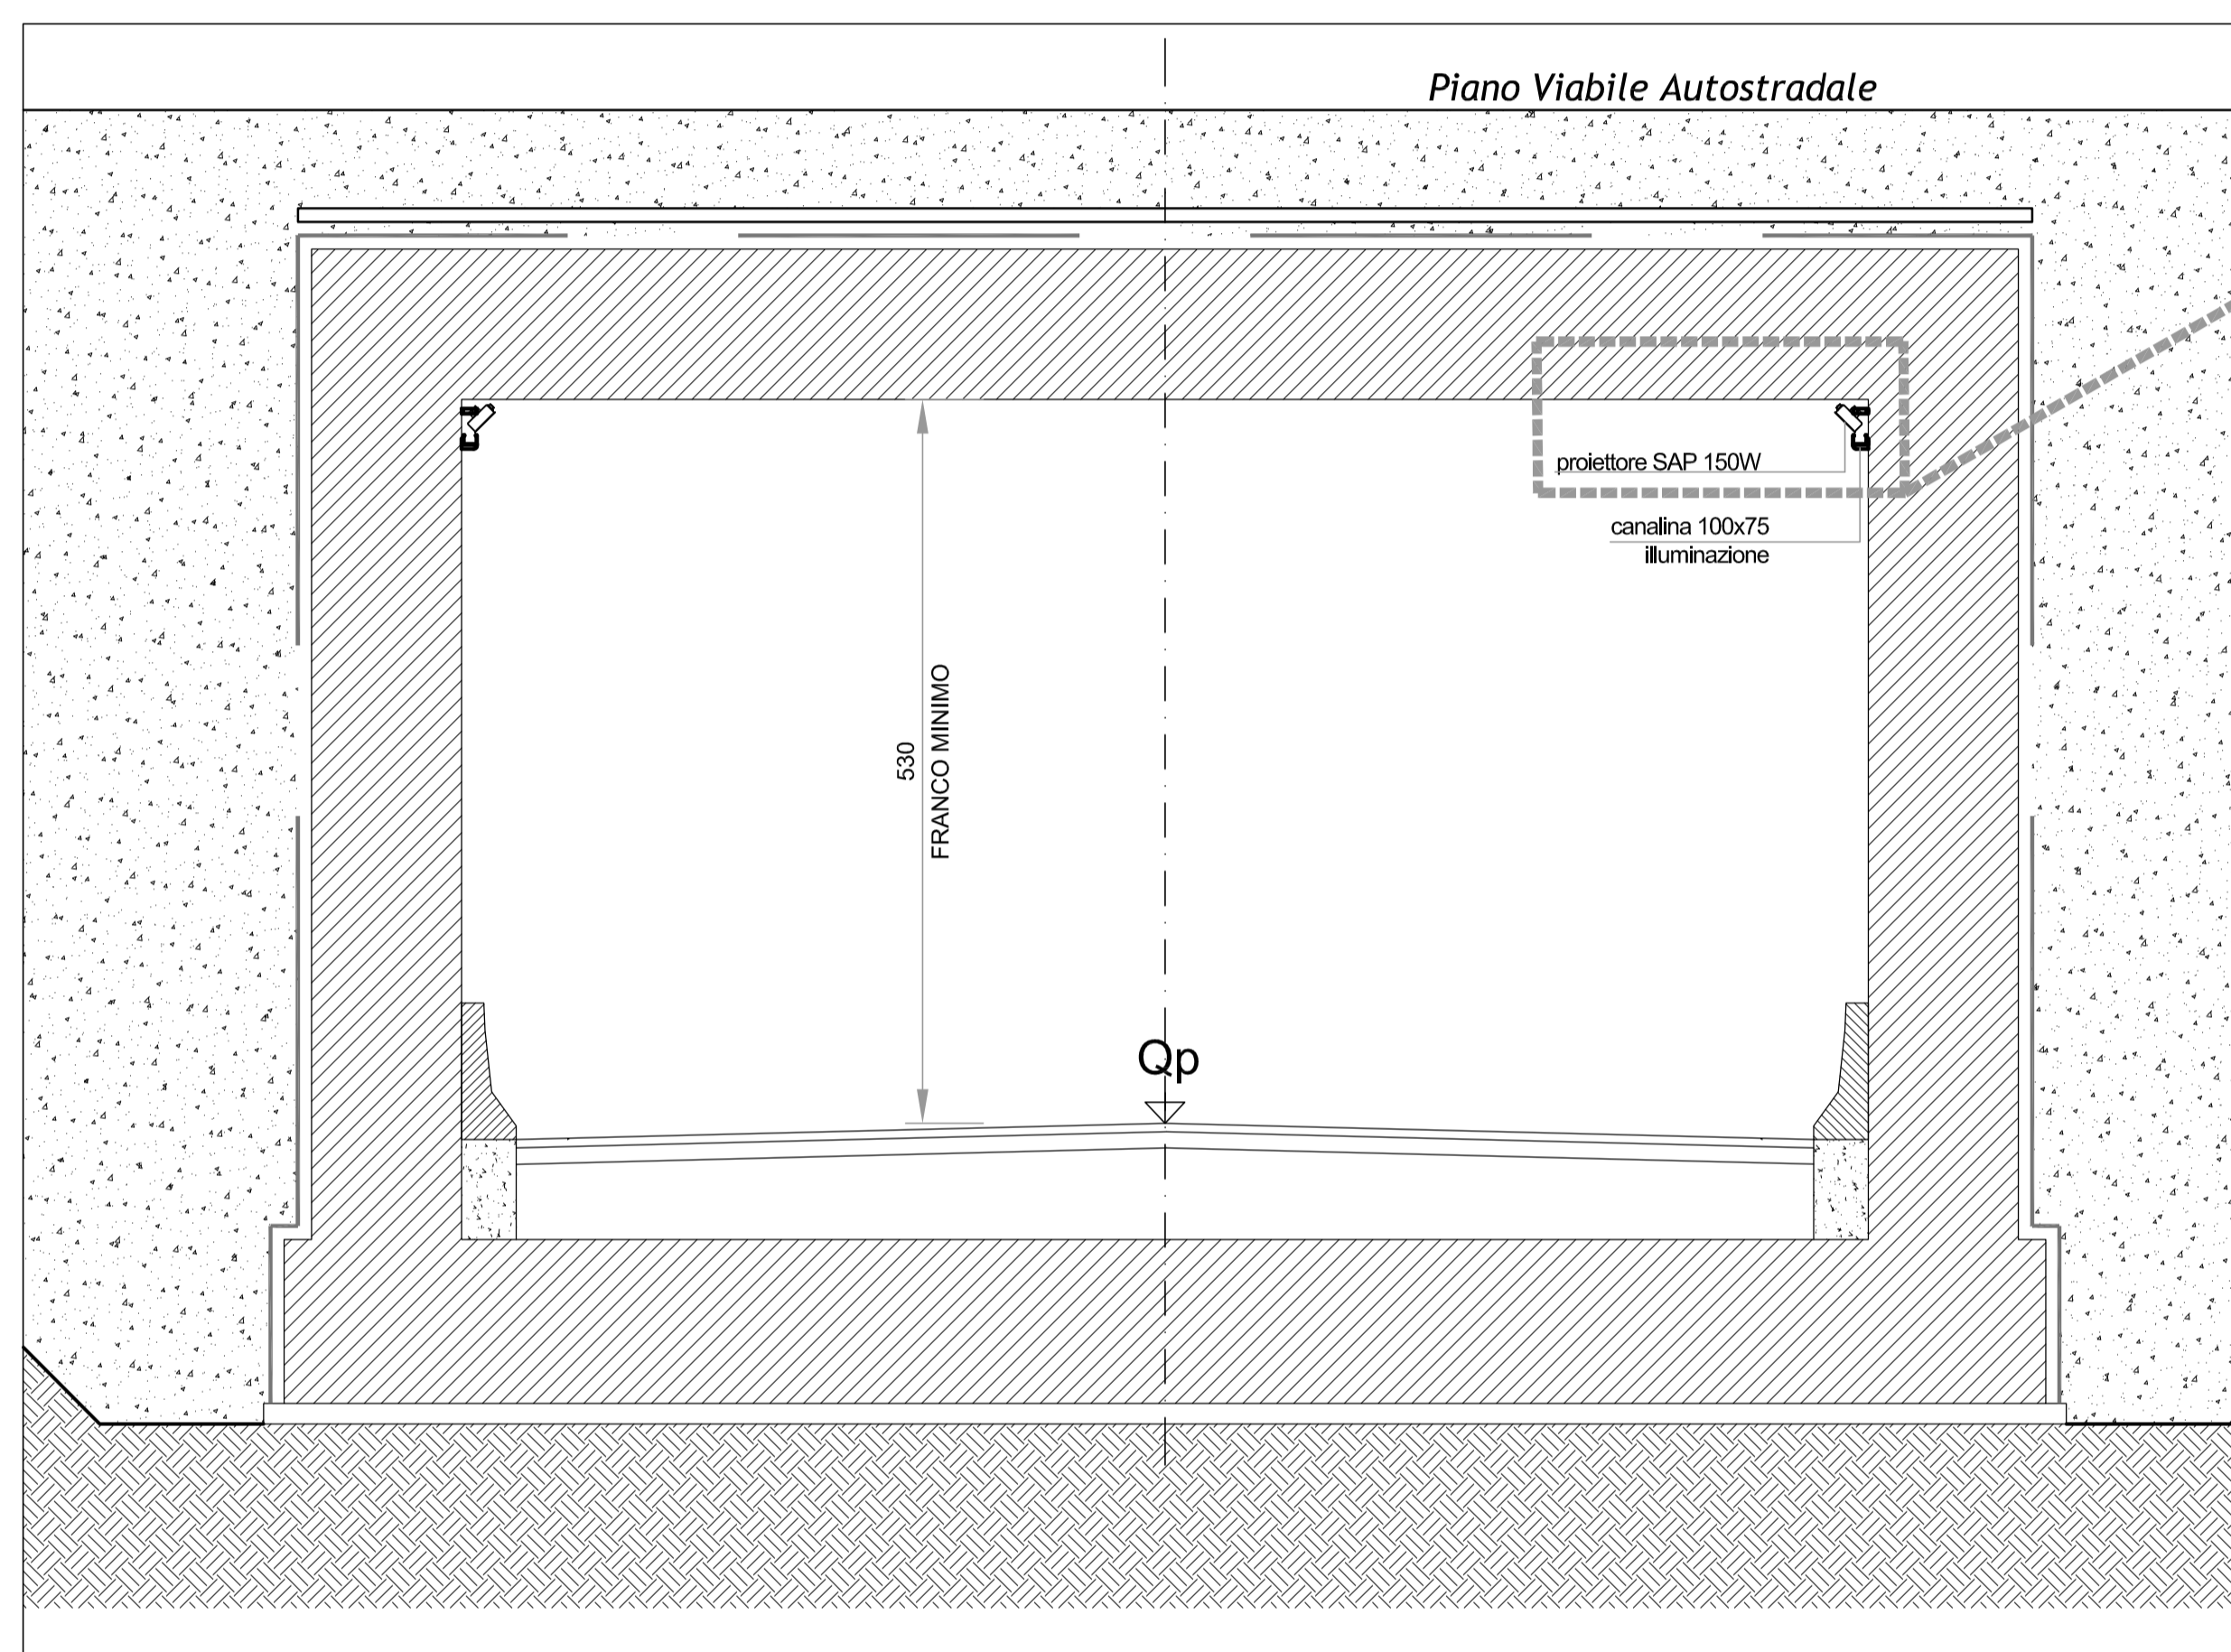 Piano Viabile Autostradale
proiettore SAP 150W
canalina 100x75
illuminazione
530
FRANCO MINIMO
Qp